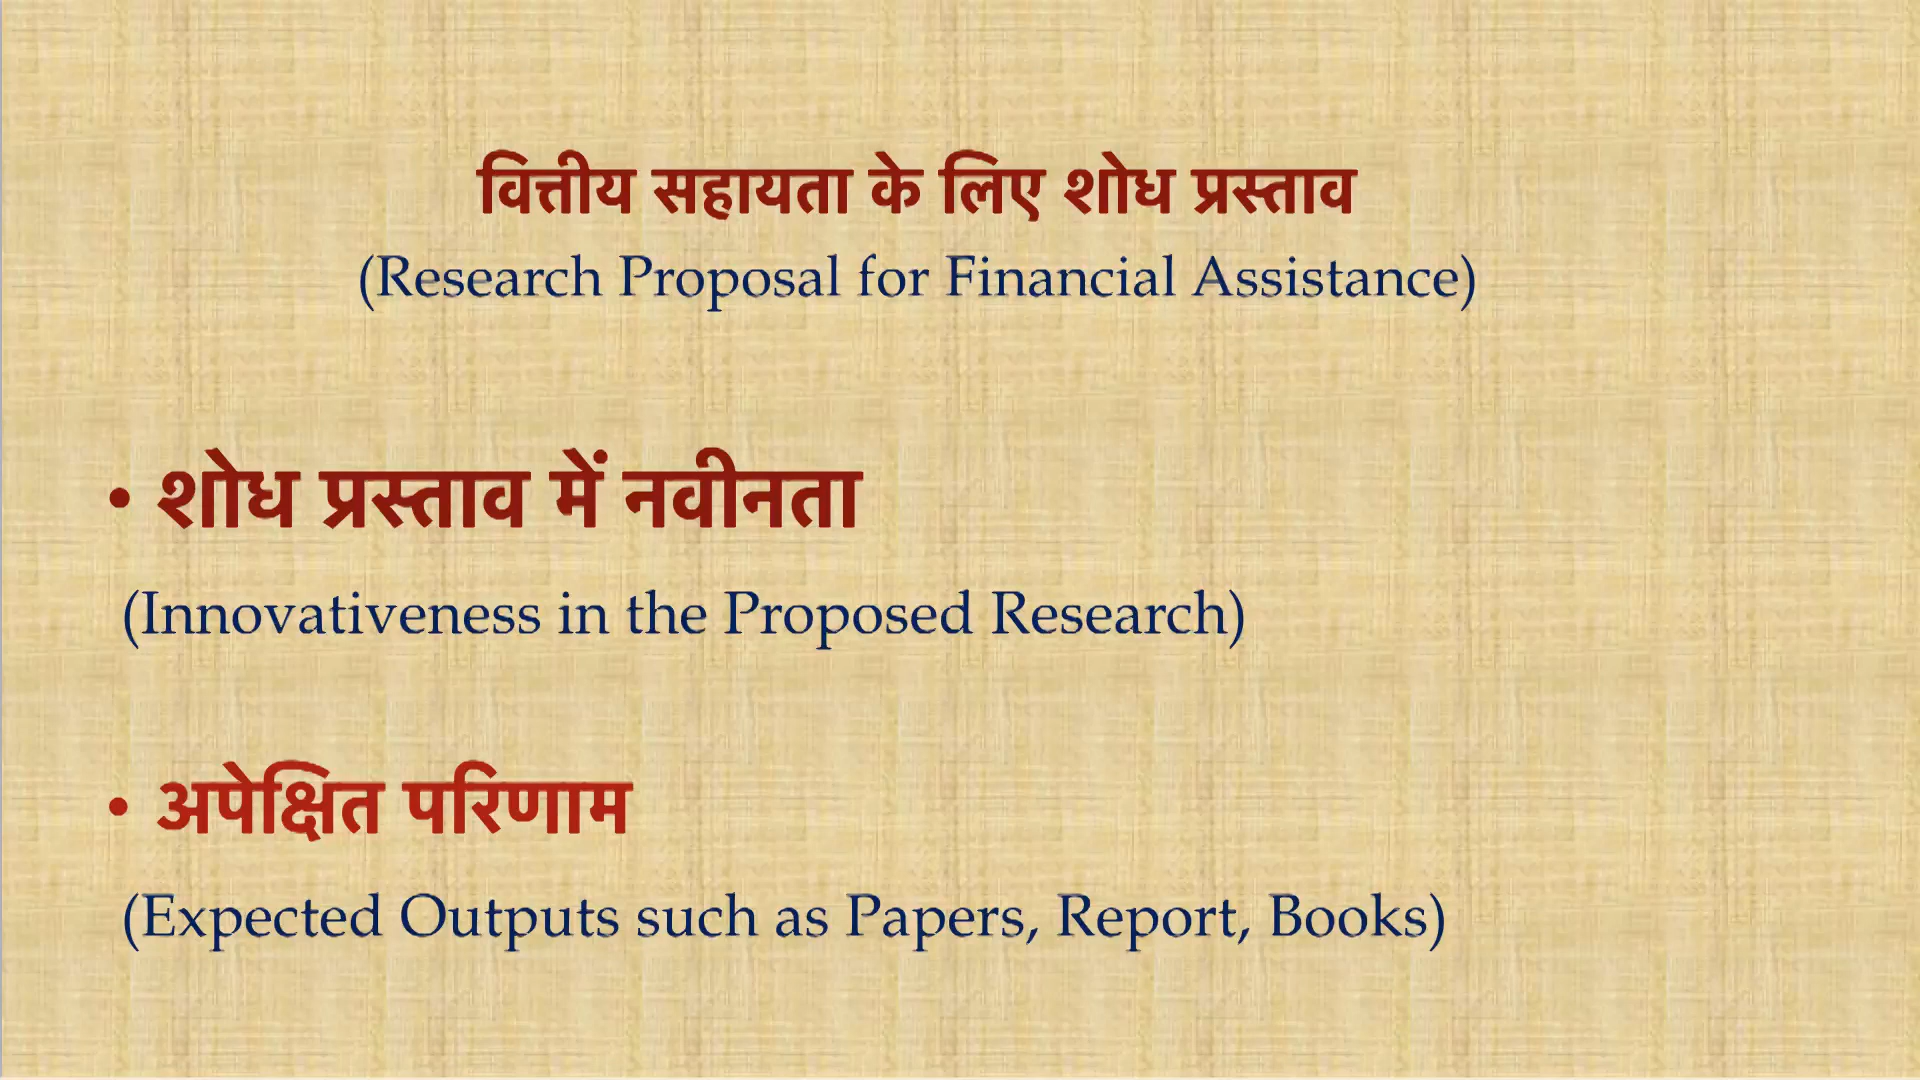 वित्तीय सहायता के लिए शोध प्रस्ताव
(Research Proposal for Financial Assistance)
• शोध प्रस्ताव में नवीनता
(Innovativeness in the Proposed Research)
• अपेक्षित परिणाम
(Expected Outputs such as Papers, Report, Books)